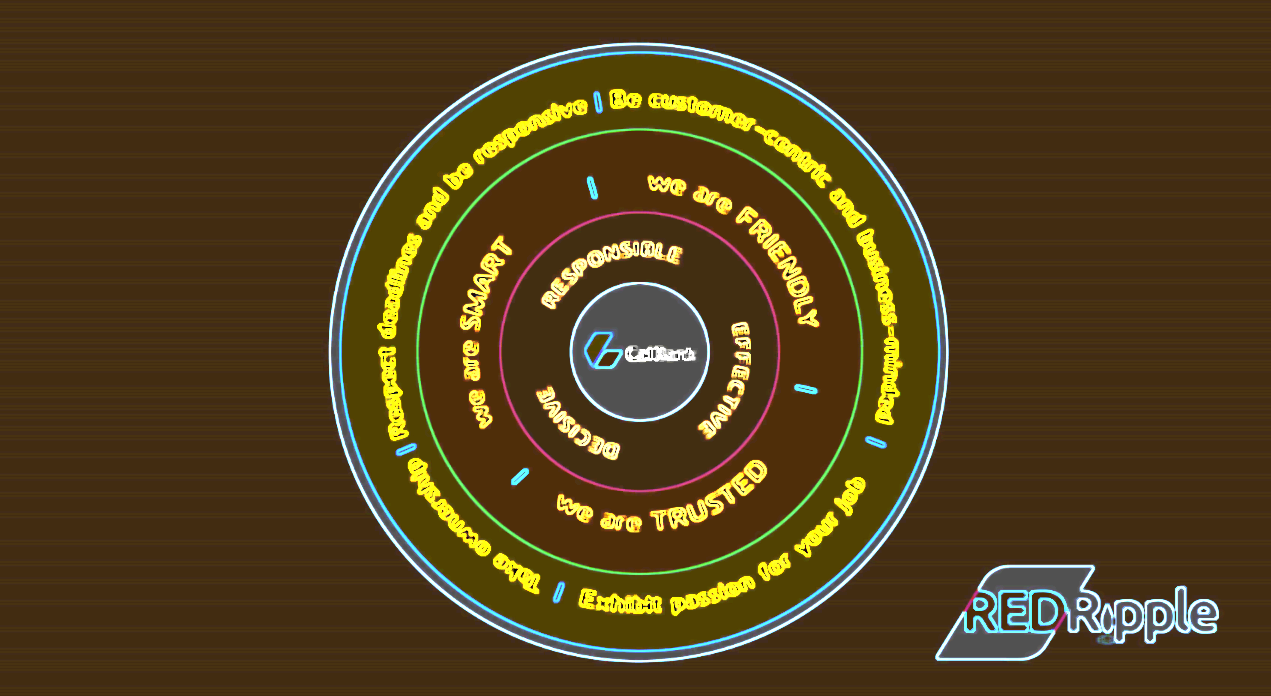 Be customer-centric and business-minded
Exhibit passion for your job
Take ownership
Respect deadlines and be responsive
we are FRIENDLY
we are TRUSTED
we are SMART
RESPONSIBLE
EFFECTIVE
DECISIVE
REDRipple